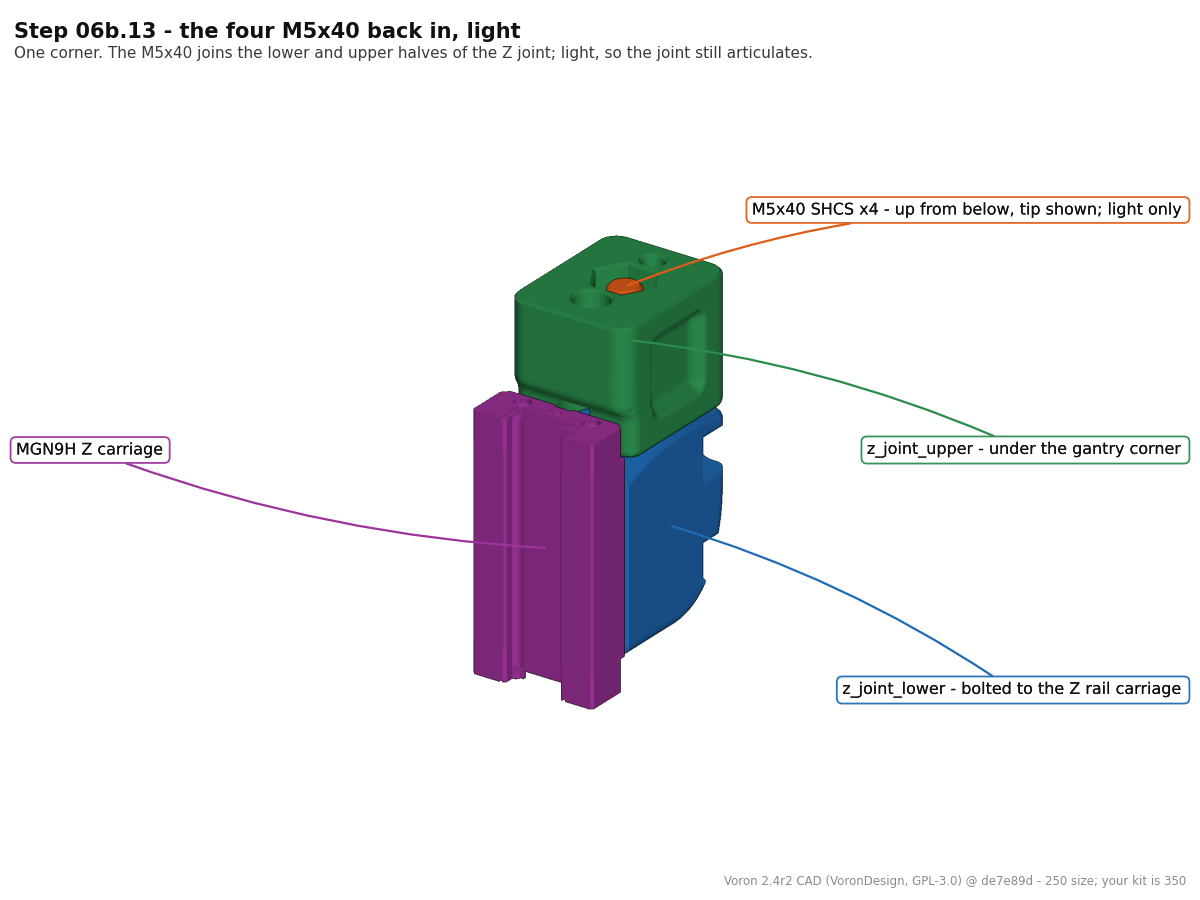 Step 06b.13 - the four M5x40 back in, light
One corner. The M5x40 joins the lower and upper halves of the Z joint; light, so the joint still articulates.
M5x40 SHCS x4 - up from below, tip shown; light only
MGN9H Z carriage
z_joint_upper - under the gantry corner
z_joint_lower - bolted to the Z rail carriage
Voron 2.4r2 CAD (VoronDesign, GPL-3.0) @ de7e89d - 250 size; your kit is 350